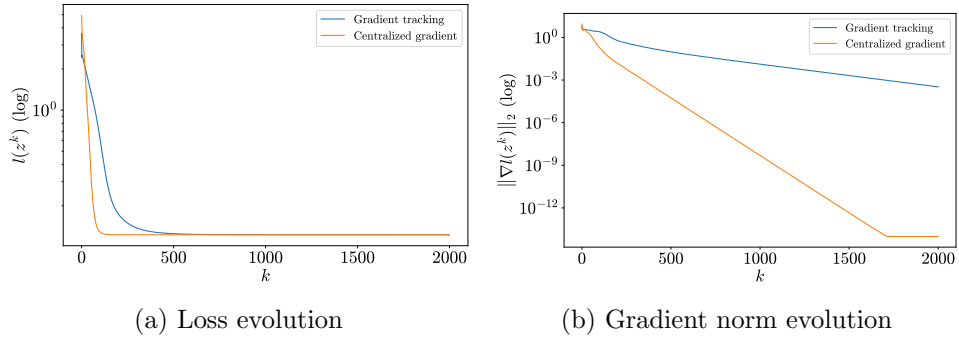 Gradient tracking
Centralized gradient
l(z^k) (log)
10^0
0
500
1000
1500
2000
k
(a) Loss evolution
Gradient tracking
Centralized gradient
||∇l(z^k)||_2 (log)
10^0
10^{-3}
10^{-6}
10^{-9}
10^{-12}
0
500
1000
1500
2000
k
(b) Gradient norm evolution